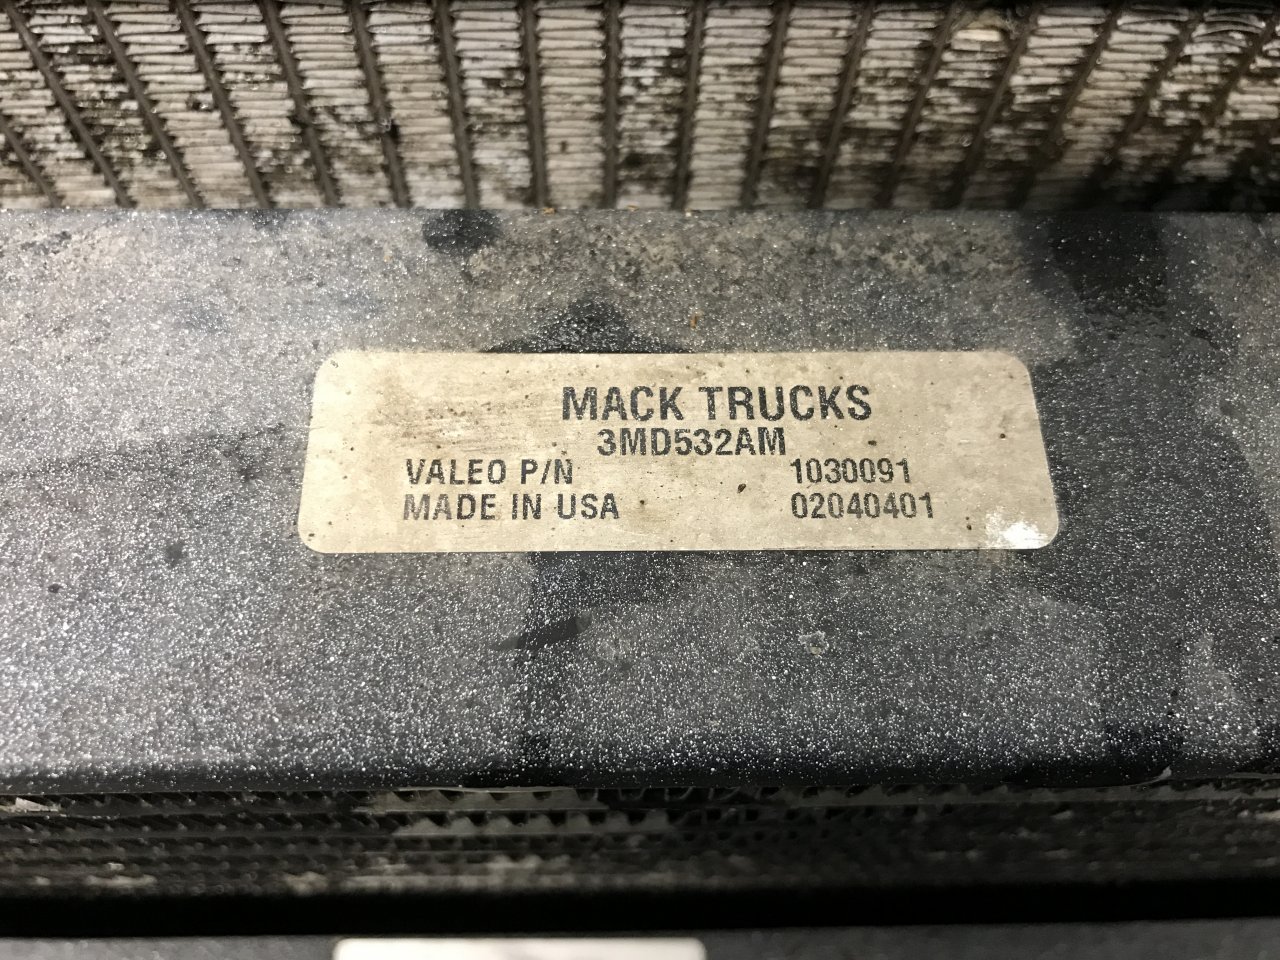 MACK TRUCKS
3MD532AM
VALEO P/N 1030091
MADE IN USA 02040401